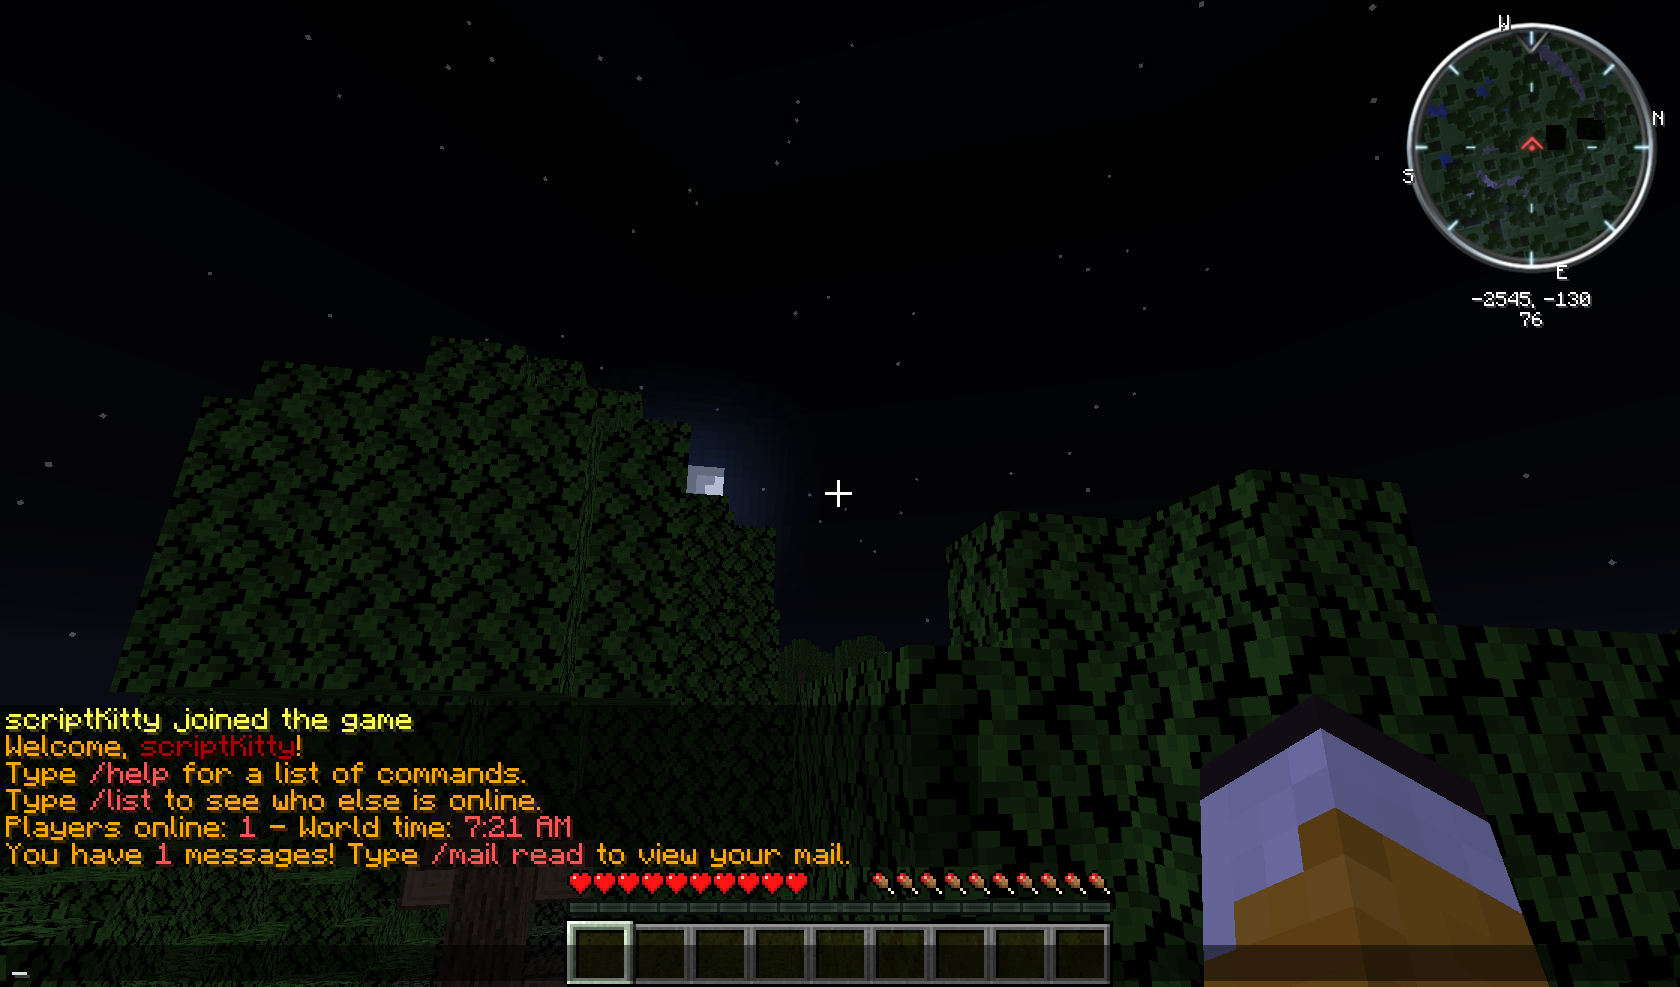 W
N
S
E
-2545, -130
76
scriptKitty joined the game
Welcome, scriptKitty!
Type /help for a list of commands.
Type /list to see who else is online.
Players online: 1 - World time: 7:21 AM
You have 1 messages! Type /mail read to view your mail.
_